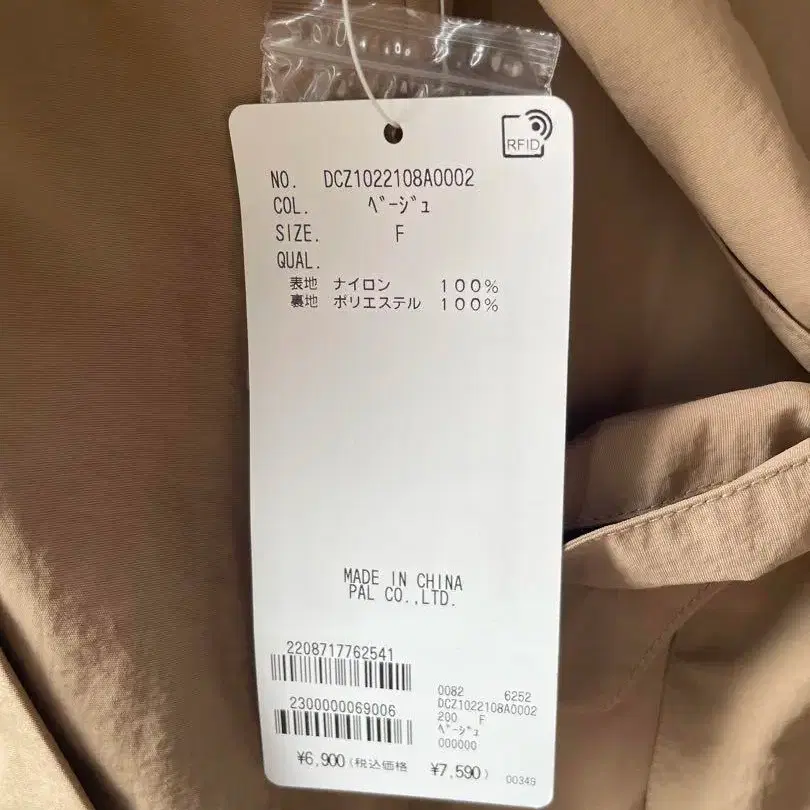 RFID
NO. DCZ1022108A0002
COL. ﾍﾞｰｼﾞｭ
SIZE. F
QUAL.
表地 ナイロン 100%
裏地 ポリエステル 100%
MADE IN CHINA
PAL CO.,LTD.
2208717762541
2300000069006
0082 6252
DCZ1022108A0002
200 F
ﾍﾞｰｼﾞｭ
000000
¥6,900 (税込価格 ¥7,590)
00349